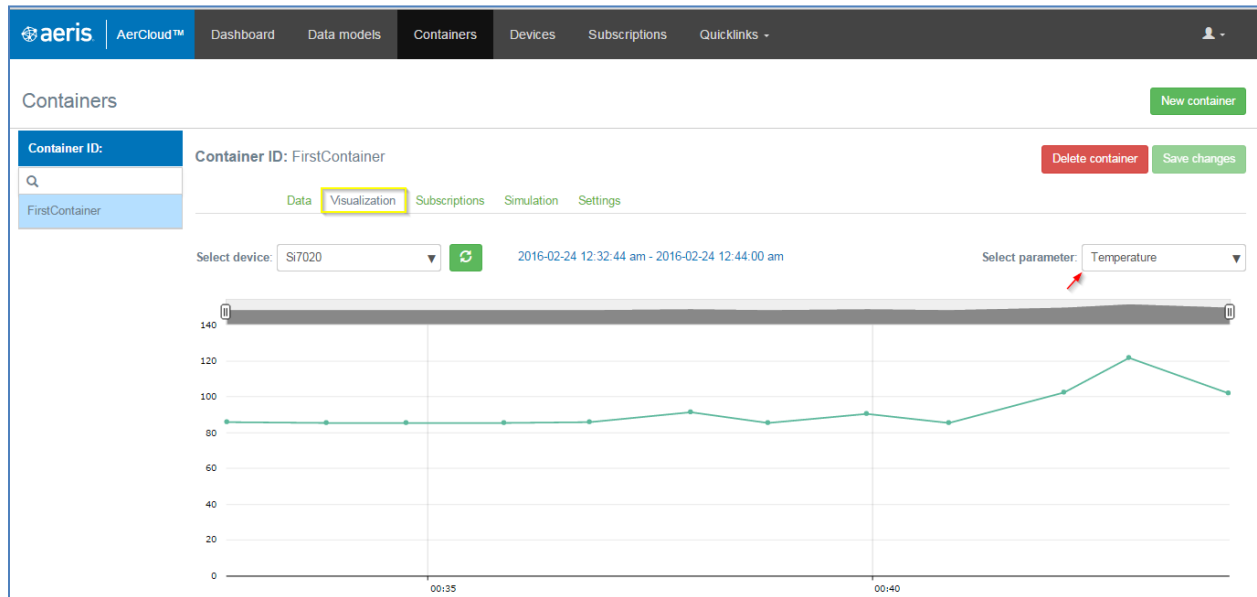 aeris AerCloud™ Dashboard Data models Containers Devices Subscriptions Quicklinks
Containers New container
Container ID:
FirstContainer
Container ID: FirstContainer Delete container Save changes
Data Visualization Subscriptions Simulation Settings
Select device: Si7020 2016-02-24 12:32:44 am - 2016-02-24 12:44:00 am Select parameter: Temperature
140
120
100
80
60
40
20
0
00:35 00:40